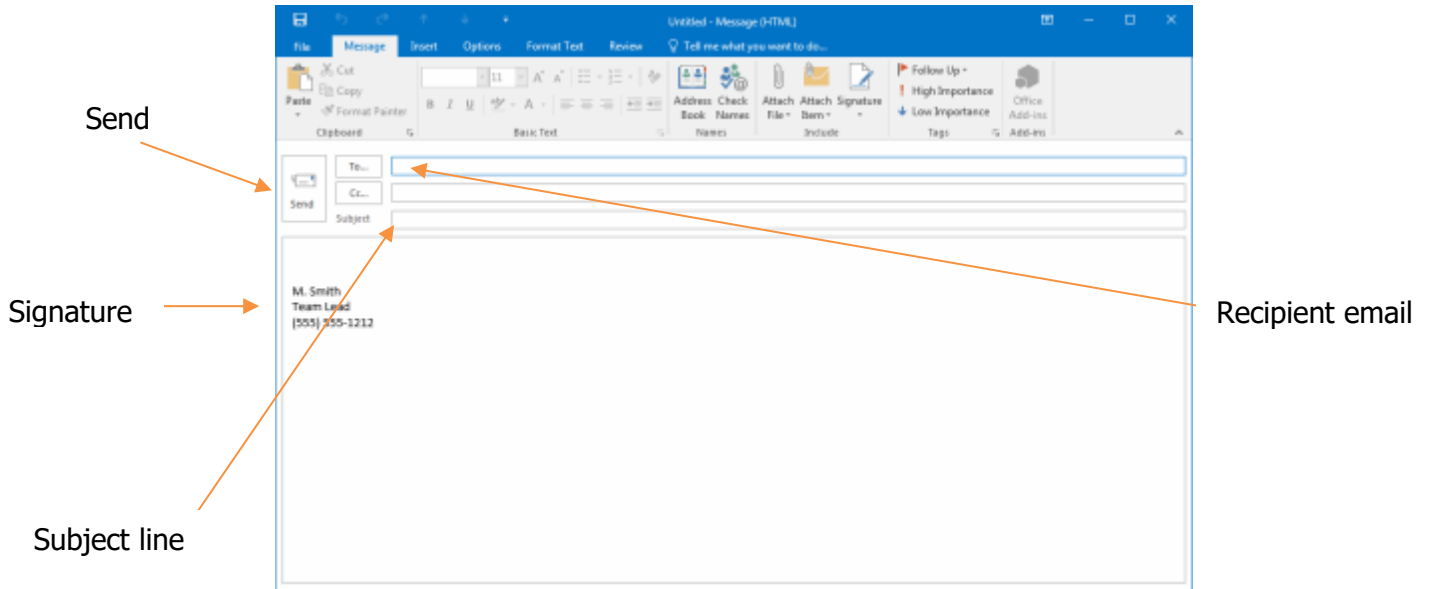 Untitled - Message (HTML)
File Message Insert Options Format Text Review Tell me what you want to do...
Cut
Copy
Format Painter
Paste
Clipboard
11
A A
B I U A
Basic Text
Address Book
Check Names
Names
Attach File
Attach Item
Signature
Include
Follow Up
High Importance
Low Importance
Tags
Office Add-ins
Add-ins
Send
To...
Cc...
Send
Subject
M. Smith
Team Lead
(555) 555-1212
Signature
Recipient email
Subject line